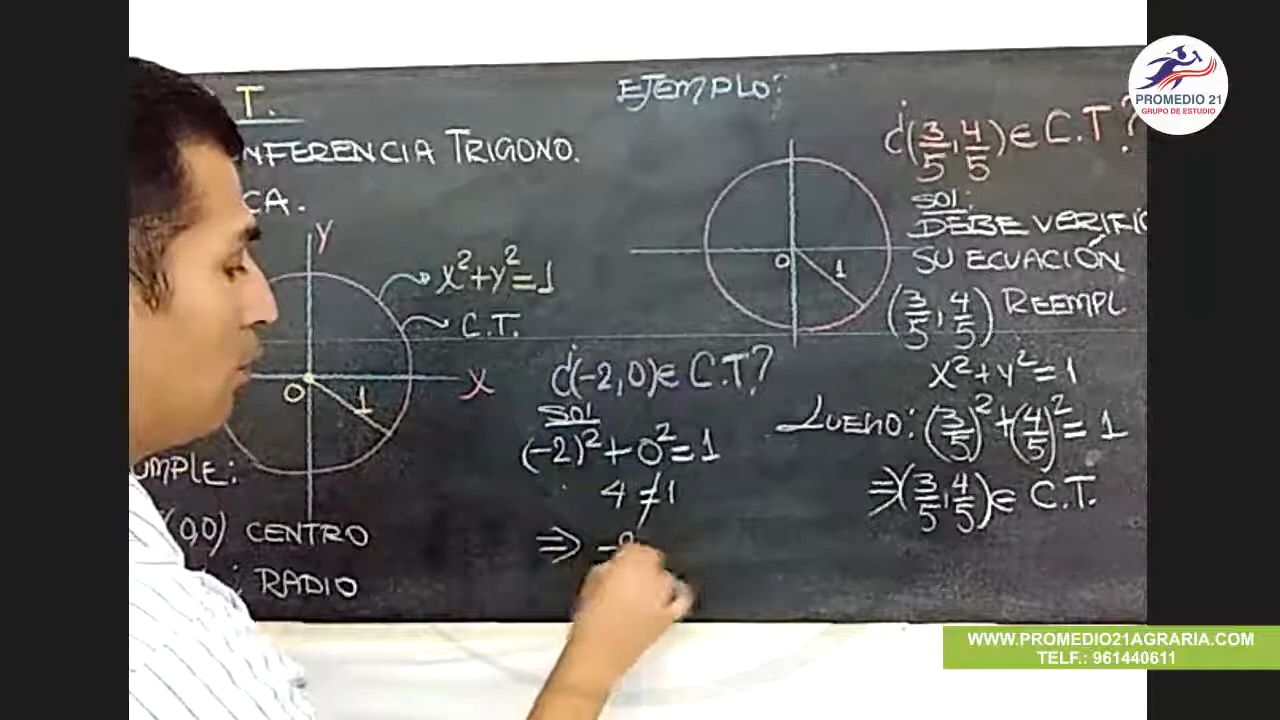 T.
NFERENCIA TRIGONO.
CA.
Y
x²+y²=1
C.T.
X
O
1
UMPLE:
(0,0) CENTRO
: RADIO
EJEMPLO:
O
1
¿(-2,0)∈ C.T?
SOL
(-2)²+0²=1
4≠1
⇒
¿(3/5,4/5)∈ C.T?
SOL:
DEBE VERIFIC
SU ECUACIÓN
(3/5,4/5) REEMPL
x²+y²=1
LUEGO: (3/5)²+(4/5)²=1
⇒(3/5,4/5)∈ C.T.
PROMEDIO 21
GRUPO DE ESTUDIO
WWW.PROMEDIO21AGRARIA.COM
TELF.: 961440611